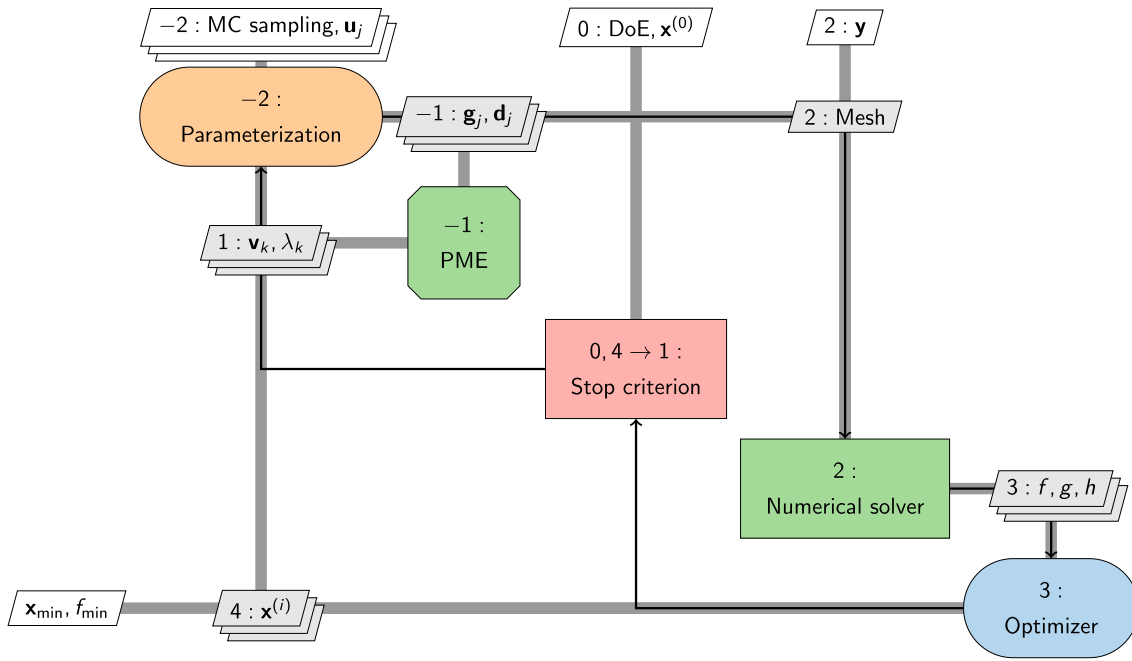 −2 : MC sampling, u_j
0 : DoE, x^(0)
2 : y
−2 :
Parameterization
−1 : g_j, d_j
2 : Mesh
−1 :
PME
1 : v_k, λ_k
0, 4 → 1 :
Stop criterion
2 :
Numerical solver
3 : f, g, h
x_min, f_min
4 : x^(i)
3 :
Optimizer